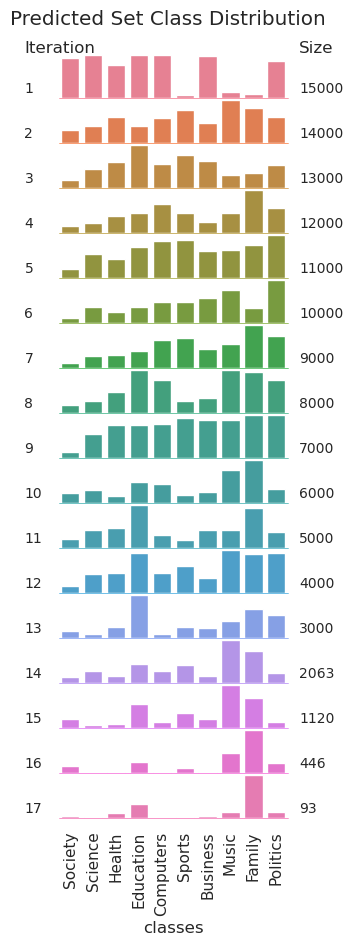 Predicted Set Class Distribution
Iteration Size
1 15000
2 14000
3 13000
4 12000
5 11000
6 10000
7 9000
8 8000
9 7000
10 6000
11 5000
12 4000
13 3000
14 2063
15 1120
16 446
17 93
Society
Science
Health
Education
Computers
Sports
Business
Music
Family
Politics
classes